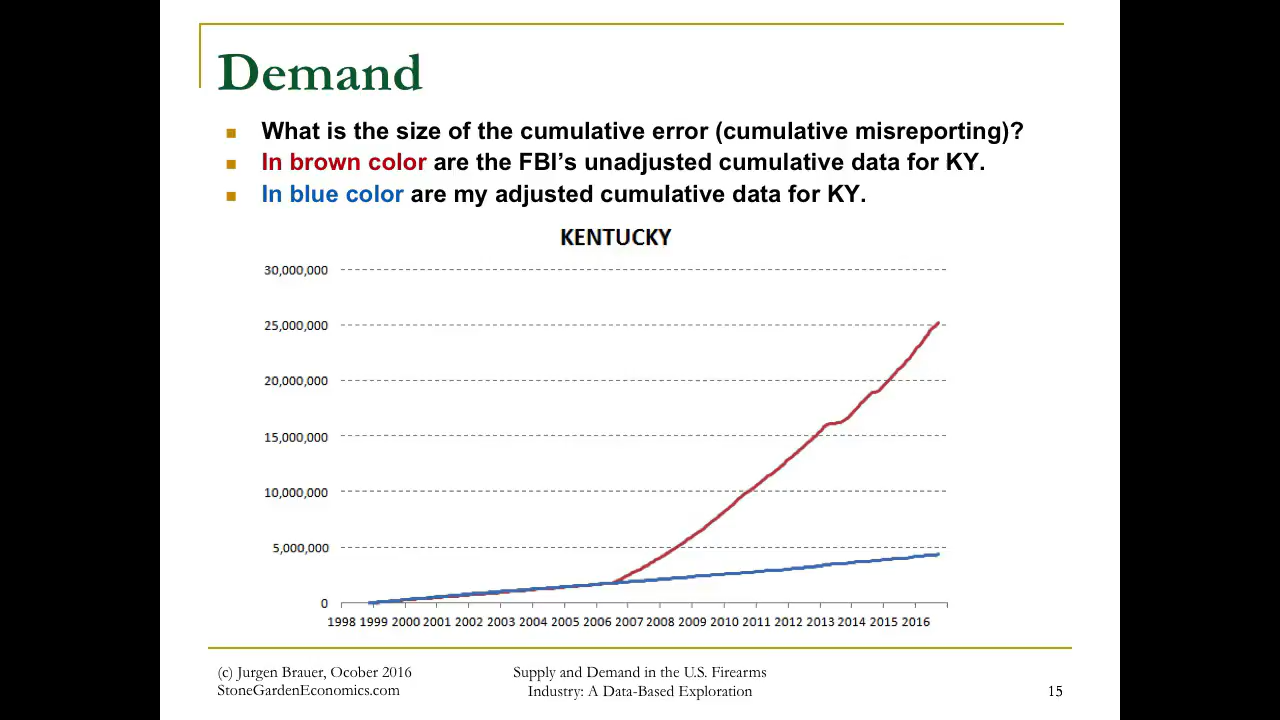 Demand
What is the size of the cumulative error (cumulative misreporting)?
In brown color are the FBI's unadjusted cumulative data for KY.
In blue color are my adjusted cumulative data for KY.
KENTUCKY
30,000,000
25,000,000
20,000,000
15,000,000
10,000,000
5,000,000
0
1998 1999 2000 2001 2002 2003 2004 2005 2006 2007 2008 2009 2010 2011 2012 2013 2014 2015 2016
(c) Jurgen Brauer, Ocober 2016
StoneGardenEconomics.com
Supply and Demand in the U.S. Firearms
Industry: A Data-Based Exploration
15